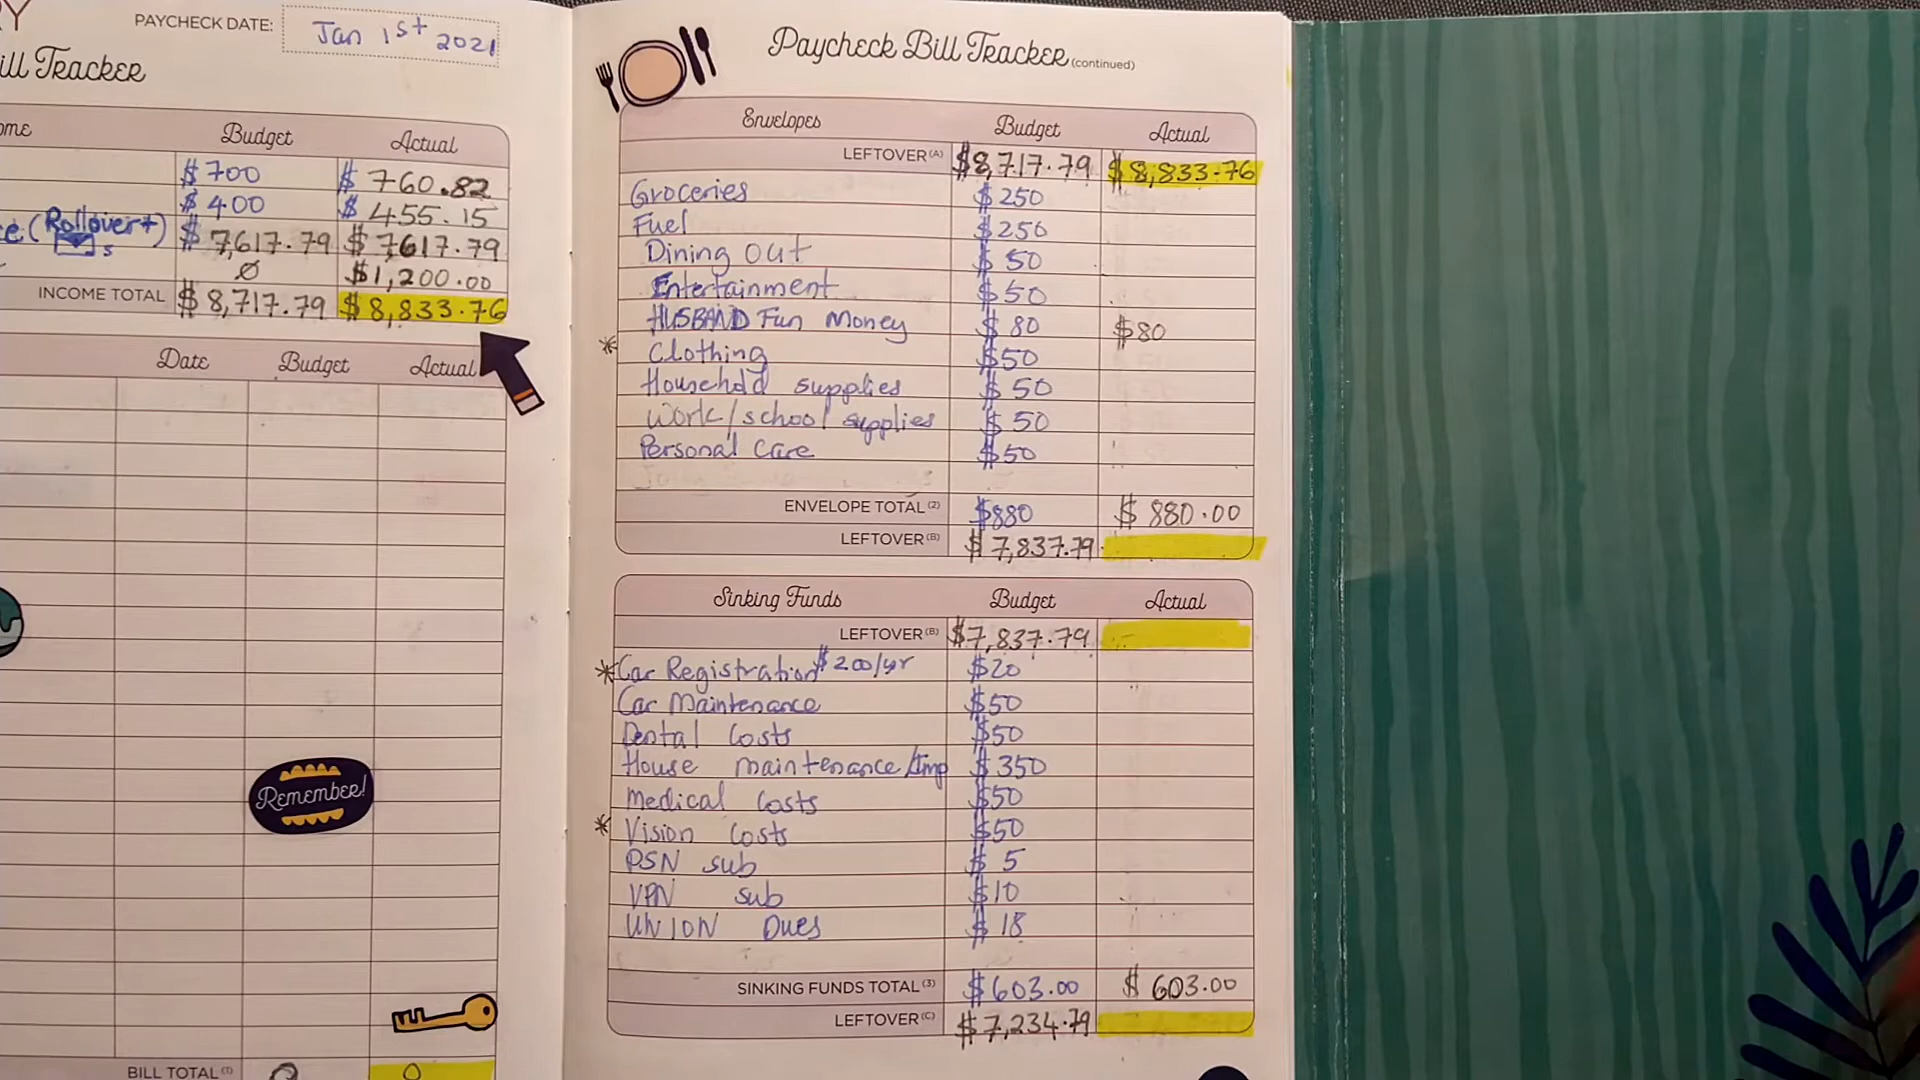 RY
PAYCHECK DATE: Jan 1st 2021
ill Tracker
ome Budget Actual
$700 $760.82
$400 $455.15
ce (Rollover + s) $7,617.79 $7,617.79
Ø $1,200.00
INCOME TOTAL $8,717.79 $8,833.76
Date Budget Actual
Remember!
BILL TOTAL (1) 0 0
Paycheck Bill Tracker (continued)
Envelopes Budget Actual
LEFTOVER (A) $8,717.79 $8,833.76
Groceries $250
Fuel $250
Dining out $50
Entertainment $50
HUSBAND Fun Money $80 $80
* Clothing $50
Household supplies $50
Work/school supplies $50
Personal Care $50
ENVELOPE TOTAL (2) $880 $880.00
LEFTOVER (B) $7,837.79
Sinking Funds Budget Actual
LEFTOVER (B) $7,837.79
* Car Registration $200/yr $20
Car Maintenance $50
Dental Costs $50
House maintenance/Imp $350
Medical Costs $50
* Vision Costs $50
PSN sub $5
VPN sub $10
UNION Dues $18
SINKING FUNDS TOTAL (3) $603.00 $603.00
LEFTOVER (C) $7,234.79